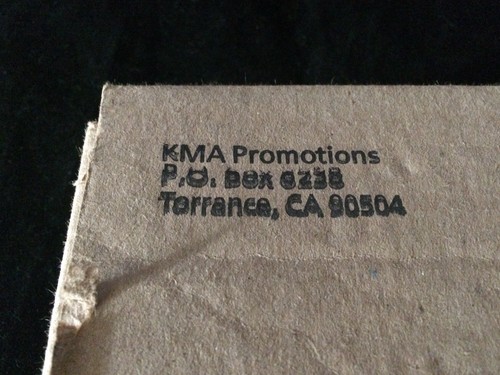 KMA Promotions
P.O. box 6238
Torrance, CA 90504